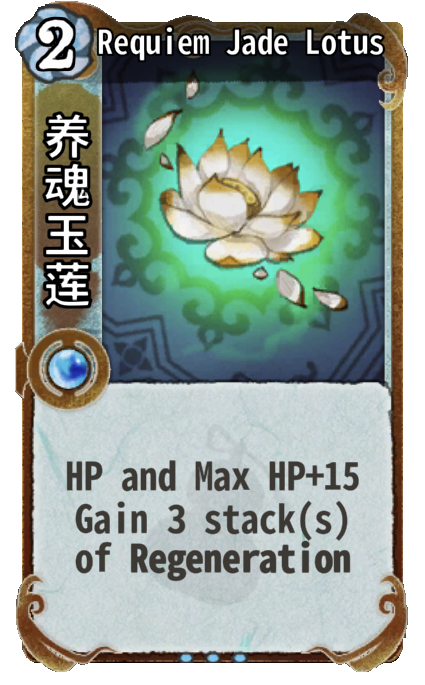 2
Requiem Jade Lotus
养魂玉莲
HP and Max HP+15
Gain 3 stack(s)
of Regeneration